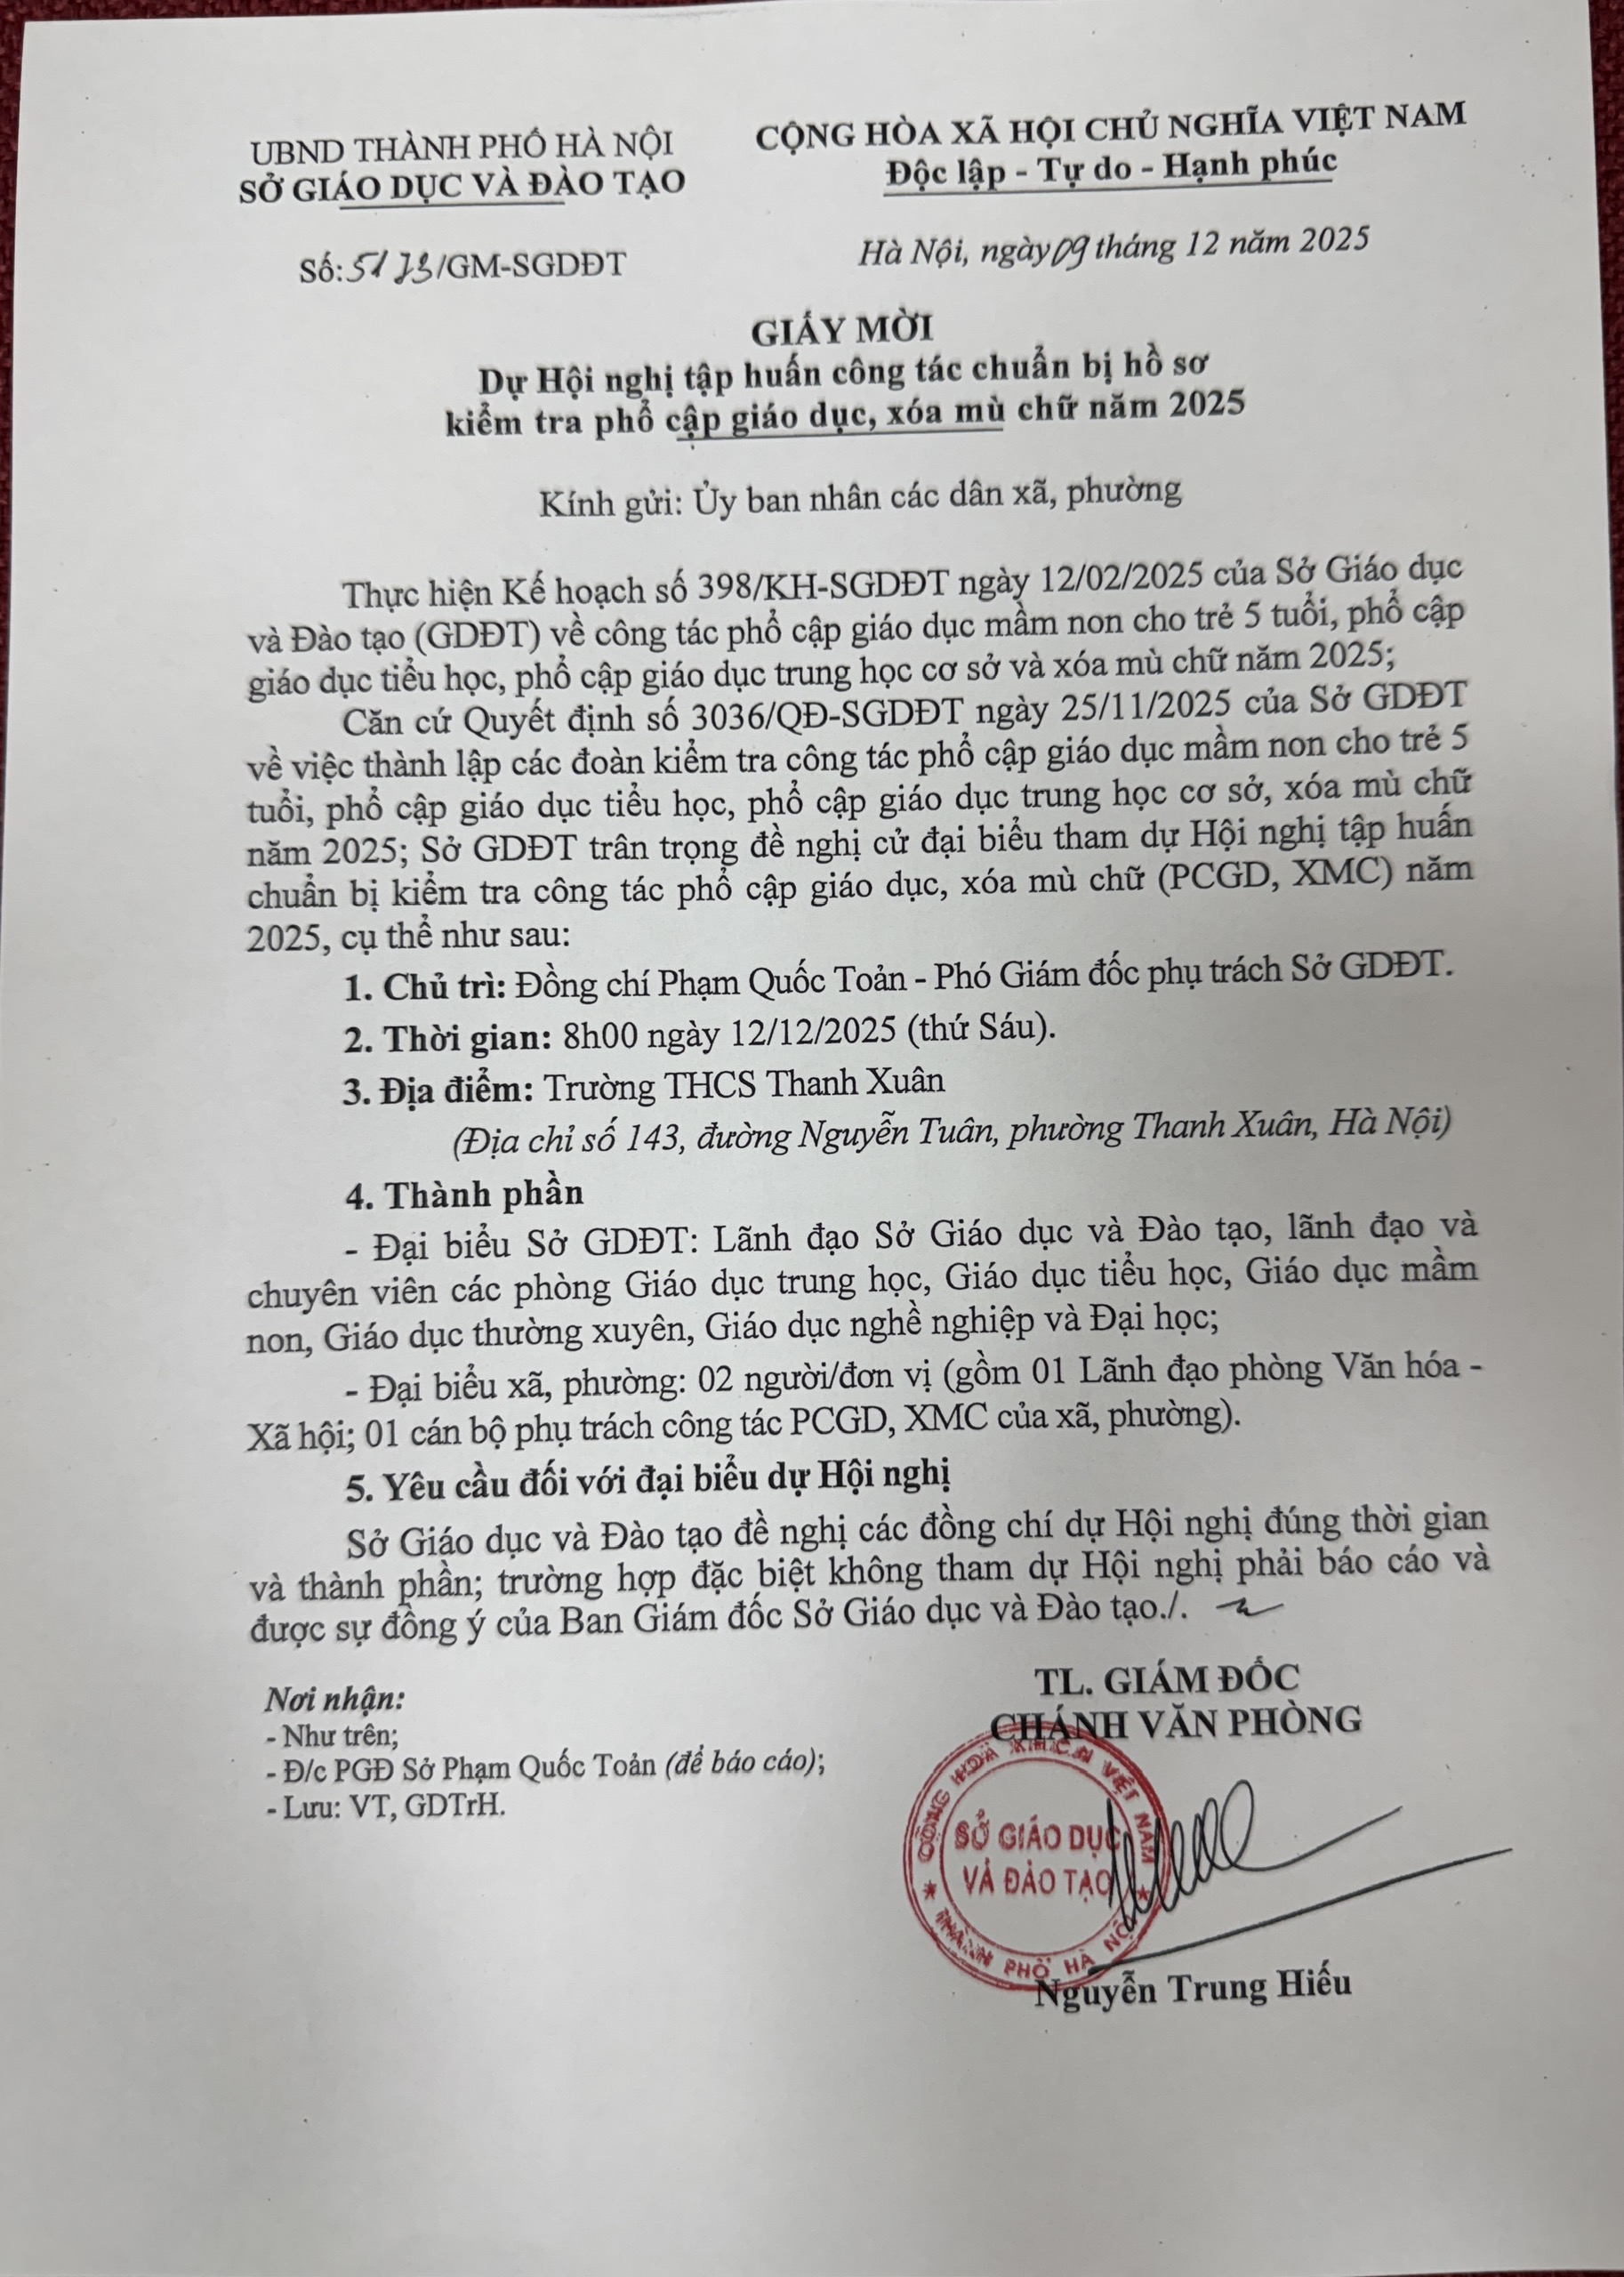 UBND THÀNH PHỐ HÀ NỘI
SỞ GIÁO DỤC VÀ ĐÀO TẠO
CỘNG HÒA XÃ HỘI CHỦ NGHĨA VIỆT NAM
Độc lập - Tự do - Hạnh phúc
Số: 5173/GM-SGDĐT
Hà Nội, ngày 09 tháng 12 năm 2025
GIẤY MỜI
Dự Hội nghị tập huấn công tác chuẩn bị hồ sơ
kiểm tra phổ cập giáo dục, xóa mù chữ năm 2025
Kính gửi: Ủy ban nhân các dân xã, phường
Thực hiện Kế hoạch số 398/KH-SGDĐT ngày 12/02/2025 của Sở Giáo dục
và Đào tạo (GDĐT) về công tác phổ cập giáo dục mầm non cho trẻ 5 tuổi, phổ cập
giáo dục tiểu học, phổ cập giáo dục trung học cơ sở và xóa mù chữ năm 2025;
Căn cứ Quyết định số 3036/QĐ-SGDĐT ngày 25/11/2025 của Sở GDĐT
về việc thành lập các đoàn kiểm tra công tác phổ cập giáo dục mầm non cho trẻ 5
tuổi, phổ cập giáo dục tiểu học, phổ cập giáo dục trung học cơ sở, xóa mù chữ
năm 2025; Sở GDĐT trân trọng đề nghị cử đại biểu tham dự Hội nghị tập huấn
chuẩn bị kiểm tra công tác phổ cập giáo dục, xóa mù chữ (PCGD, XMC) năm
2025, cụ thể như sau:
1. Chủ trì: Đồng chí Phạm Quốc Toản - Phó Giám đốc phụ trách Sở GDĐT.
2. Thời gian: 8h00 ngày 12/12/2025 (thứ Sáu).
3. Địa điểm: Trường THCS Thanh Xuân
(Địa chỉ số 143, đường Nguyễn Tuân, phường Thanh Xuân, Hà Nội)
4. Thành phần
- Đại biểu Sở GDĐT: Lãnh đạo Sở Giáo dục và Đào tạo, lãnh đạo và
chuyên viên các phòng Giáo dục trung học, Giáo dục tiểu học, Giáo dục mầm
non, Giáo dục thường xuyên, Giáo dục nghề nghiệp và Đại học;
- Đại biểu xã, phường: 02 người/đơn vị (gồm 01 Lãnh đạo phòng Văn hóa -
Xã hội; 01 cán bộ phụ trách công tác PCGD, XMC của xã, phường).
5. Yêu cầu đối với đại biểu dự Hội nghị
Sở Giáo dục và Đào tạo đề nghị các đồng chí dự Hội nghị đúng thời gian
và thành phần; trường hợp đặc biệt không tham dự Hội nghị phải báo cáo và
được sự đồng ý của Ban Giám đốc Sở Giáo dục và Đào tạo./.
Nơi nhận:
- Như trên;
- Đ/c PGĐ Sở Phạm Quốc Toản (để báo cáo);
- Lưu: VT, GDTrH.
TL. GIÁM ĐỐC
CHÁNH VĂN PHÒNG
CỘNG HOÀ XHCN VIỆT NAM
SỞ GIÁO DỤC
VÀ ĐÀO TẠO
THÀNH PHỐ HÀ NỘI
Nguyễn Trung Hiếu